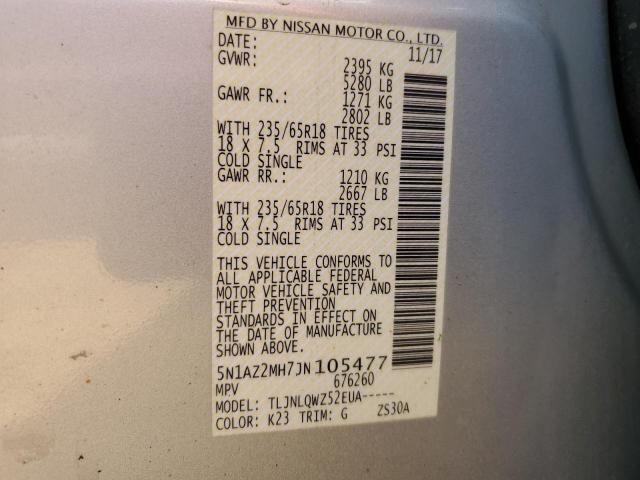 MFD BY NISSAN MOTOR CO., LTD.
DATE: 11/17
GVWR: 2395 KG
5280 LB
GAWR FR.: 1271 KG
2802 LB
WITH 235/65R18 TIRES
18 X 7.5 RIMS AT 33 PSI
COLD SINGLE
GAWR RR.: 1210 KG
2667 LB
WITH 235/65R18 TIRES
18 X 7.5 RIMS AT 33 PSI
COLD SINGLE
THIS VEHICLE CONFORMS TO
ALL APPLICABLE FEDERAL
MOTOR VEHICLE SAFETY AND
THEFT PREVENTION
STANDARDS IN EFFECT ON
THE DATE OF MANUFACTURE
SHOWN ABOVE.
5N1AZ2MH7JN105477
MPV 676260
MODEL: TLJNLQWZ52EUA-----
COLOR: K23 TRIM: G ZS30A